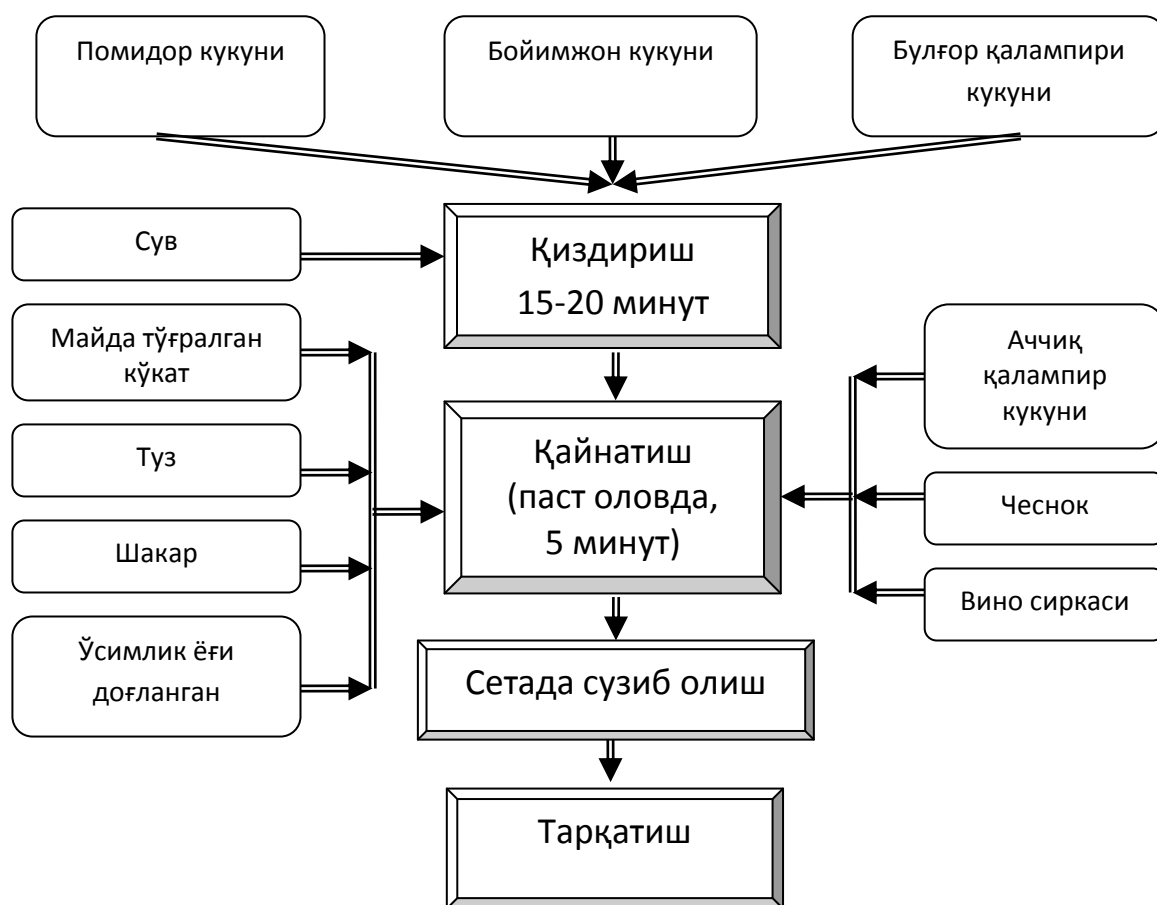 Помидор кукуни
Бойимжон кукуни
Булғор қалампири
кукуни
Сув
Қиздириш
15-20 минут
Майда тўғралган
кўкат
Туз
Шакар
Ўсимлик ёғи
доғланган
Қайнатиш
(паст оловда,
5 минут)
Аччиқ
қалампир
кукуни
Чеснок
Вино сиркаси
Сетада сузиб олиш
Тарқатиш